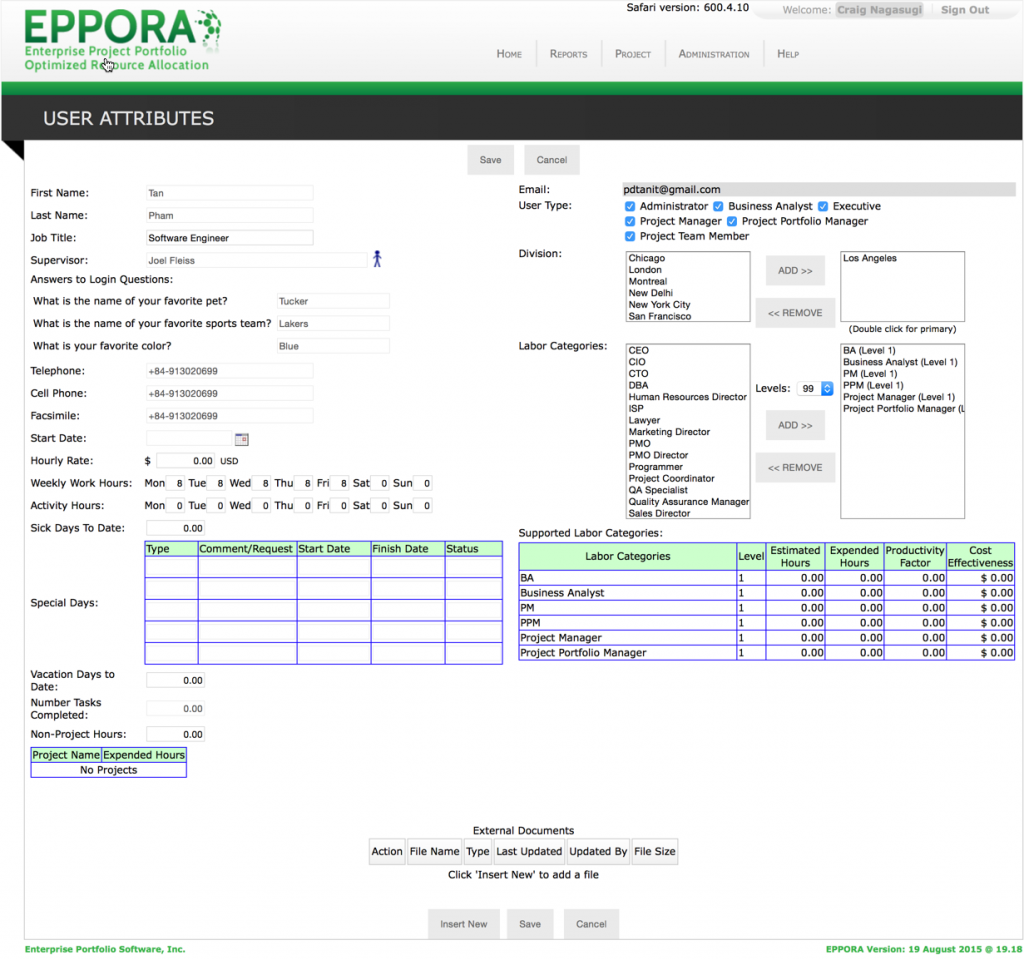 Safari version: 600.4.10
Welcome: Craig Nagasugi Sign Out
EPPORA
Enterprise Project Portfolio
Optimized Resource Allocation
Home Reports Project Administration Help
USER ATTRIBUTES
Save Cancel
First Name: Tan
Last Name: Pham
Job Title: Software Engineer
Supervisor: Joel Fleiss
Answers to Login Questions:
What is the name of your favorite pet? Tucker
What is the name of your favorite sports team? Lakers
What is your favorite color? Blue
Telephone: +84-913020699
Cell Phone: +84-913020699
Facsimile: +84-913020699
Start Date:
Hourly Rate: $ 0.00 USD
Weekly Work Hours: Mon 8 Tue 8 Wed 8 Thu 8 Fri 8 Sat 0 Sun 0
Activity Hours: Mon 0 Tue 0 Wed 0 Thu 0 Fri 0 Sat 0 Sun 0
Sick Days To Date: 0.00
Type Comment/Request Start Date Finish Date Status
Special Days:
Vacation Days to
Date: 0.00
Number Tasks
Completed: 0.00
Non-Project Hours: 0.00
Project Name Expended Hours
No Projects
Email: pdtanit@gmail.com
User Type: Administrator Business Analyst Executive
Project Manager Project Portfolio Manager
Project Team Member
Division:
Chicago
London
Montreal
New Delhi
New York City
San Francisco
ADD >>
<< REMOVE
Los Angeles
(Double click for primary)
Labor Categories:
CEO
CIO
CTO
DBA
Human Resources Director
ISP
Lawyer
Marketing Director
PMO
PMO Director
Programmer
Project Coordinator
QA Specialist
Quality Assurance Manager
Sales Director
Levels: 99
ADD >>
<< REMOVE
BA (Level 1)
Business Analyst (Level 1)
PM (Level 1)
PPM (Level 1)
Project Manager (Level 1)
Project Portfolio Manager (L
Supported Labor Categories:
Labor Categories Level Estimated Hours Expended Hours Productivity Factor Cost Effectiveness
BA 1 0.00 0.00 0.00 $ 0.00
Business Analyst 1 0.00 0.00 0.00 $ 0.00
PM 1 0.00 0.00 0.00 $ 0.00
PPM 1 0.00 0.00 0.00 $ 0.00
Project Manager 1 0.00 0.00 0.00 $ 0.00
Project Portfolio Manager 1 0.00 0.00 0.00 $ 0.00
External Documents
Action File Name Type Last Updated Updated By File Size
Click 'Insert New' to add a file
Insert New Save Cancel
Enterprise Portfolio Software, Inc.
EPPORA Version: 19 August 2015 @ 19.18